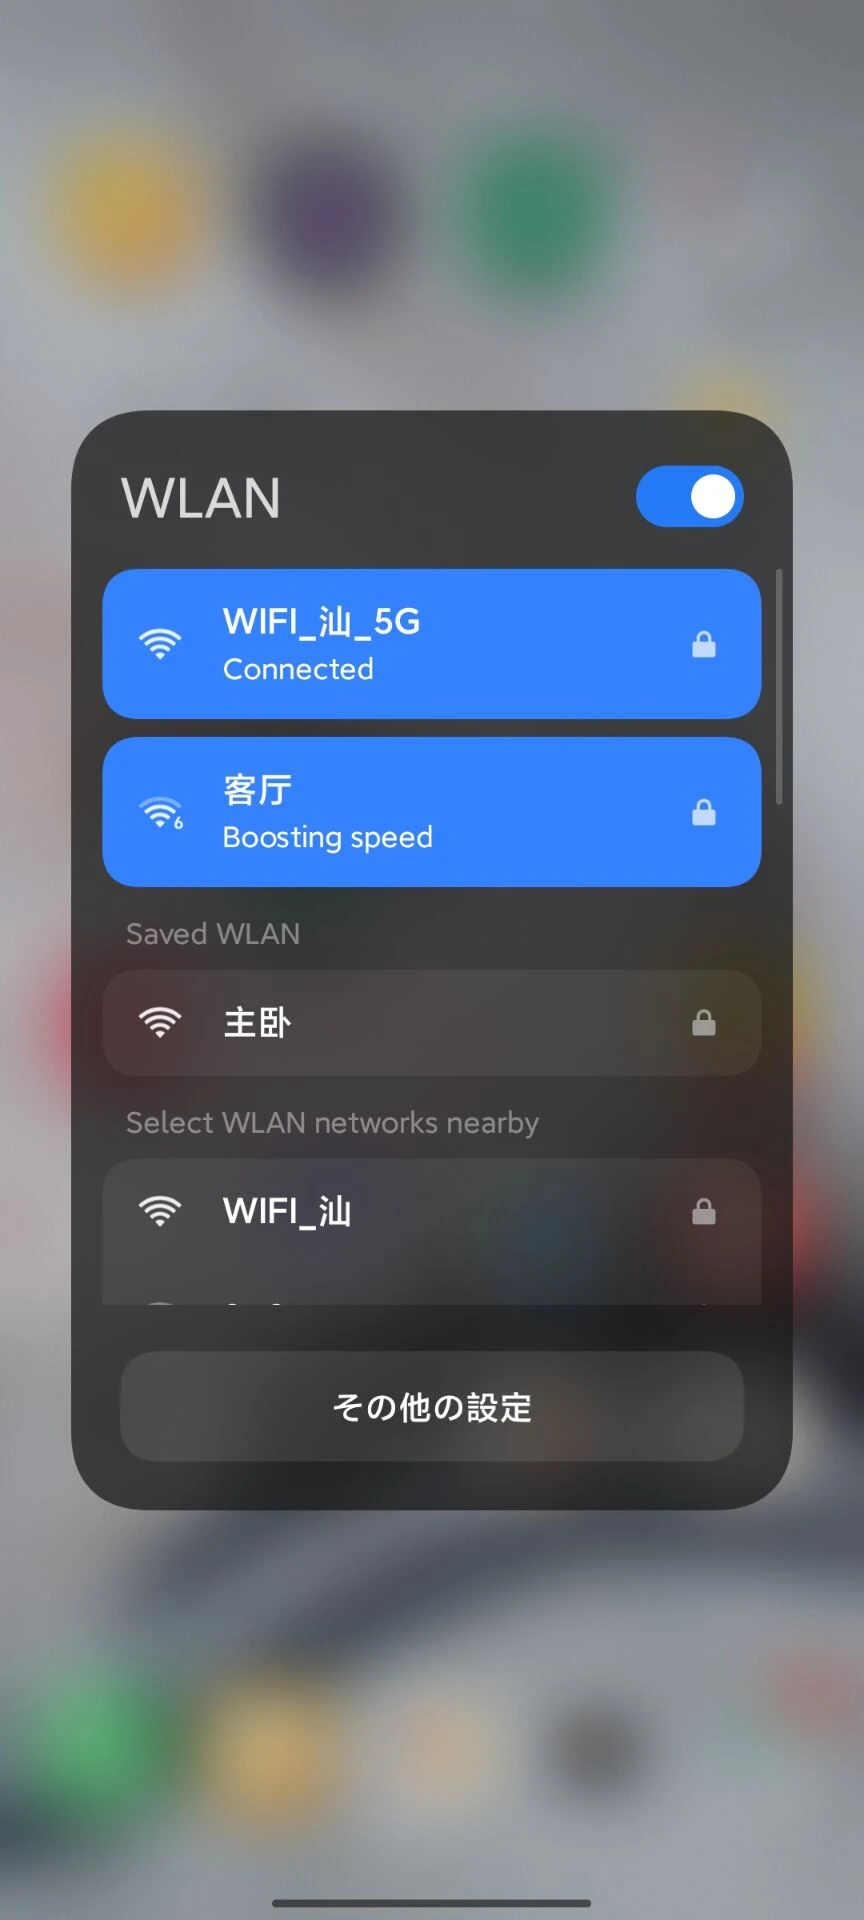 WLAN
WIFI_汕_5G
Connected
客厅
6
Boosting speed
Saved WLAN
主卧
Select WLAN networks nearby
WIFI_汕
その他の設定